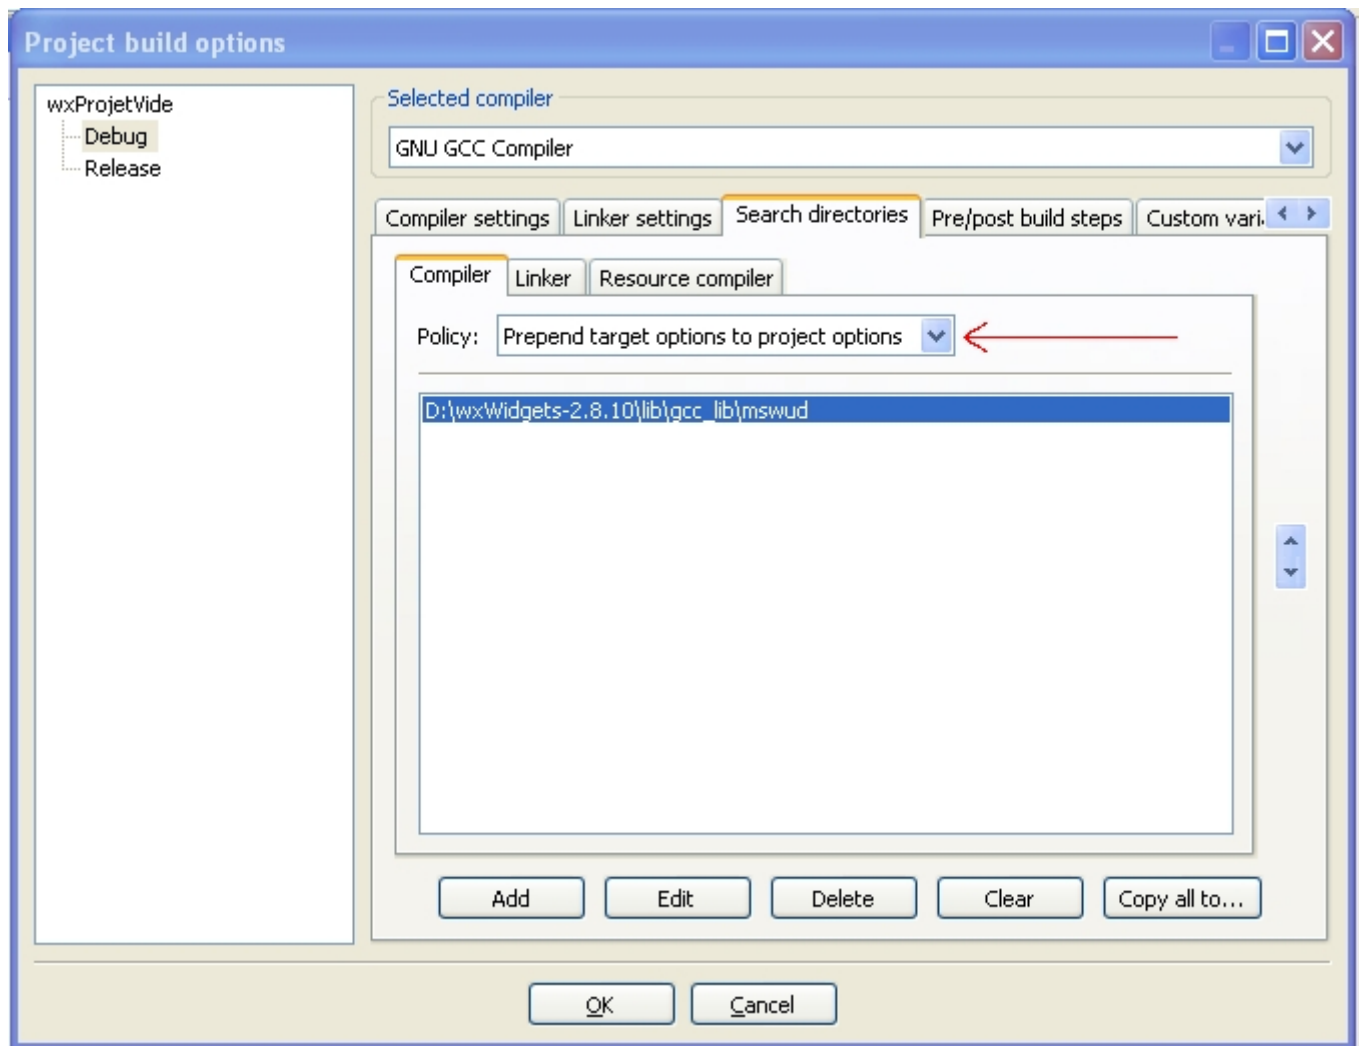 Project build options
wxProjetVide
Debug
Release
Selected compiler
GNU GCC Compiler
Compiler settings Linker settings Search directories Pre/post build steps Custom vari
Compiler Linker Resource compiler
Policy: Prepend target options to project options
D:\wxWidgets-2.8.10\lib\gcc_lib\mswud
Add Edit Delete Clear Copy all to...
OK Cancel